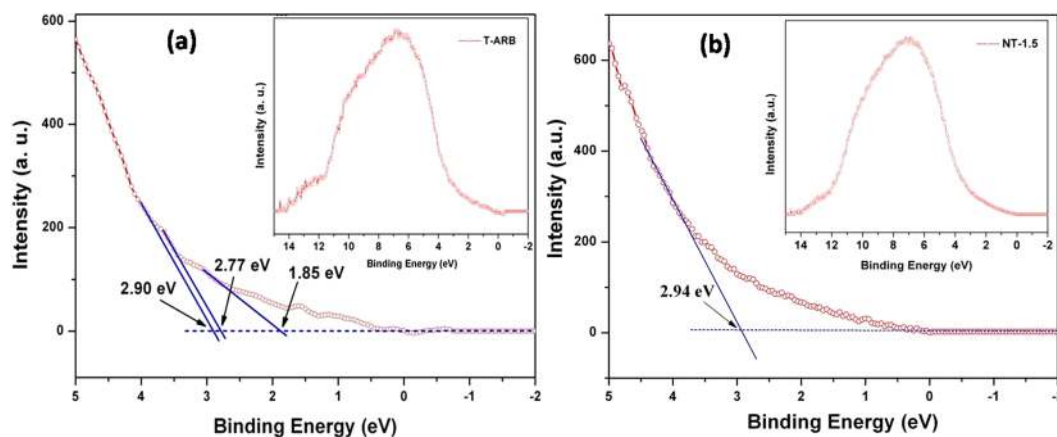 (a)
T-ARB
Intensity (a. u.)
14 12 10 8 6 4 2 0 -2
Binding Energy (eV)
600
400
200
0
Intensity (a. u.)
2.90 eV
2.77 eV
1.85 eV
5 4 3 2 1 0 -1 -2
Binding Energy (eV)
(b)
NT-1.5
Intensity (a.u.)
14 12 10 8 6 4 2 0 -2
Binding Energy (eV)
600
400
200
0
Intensity (a.u.)
2.94 eV
5 4 3 2 1 0 -1
Binding Energy (eV)